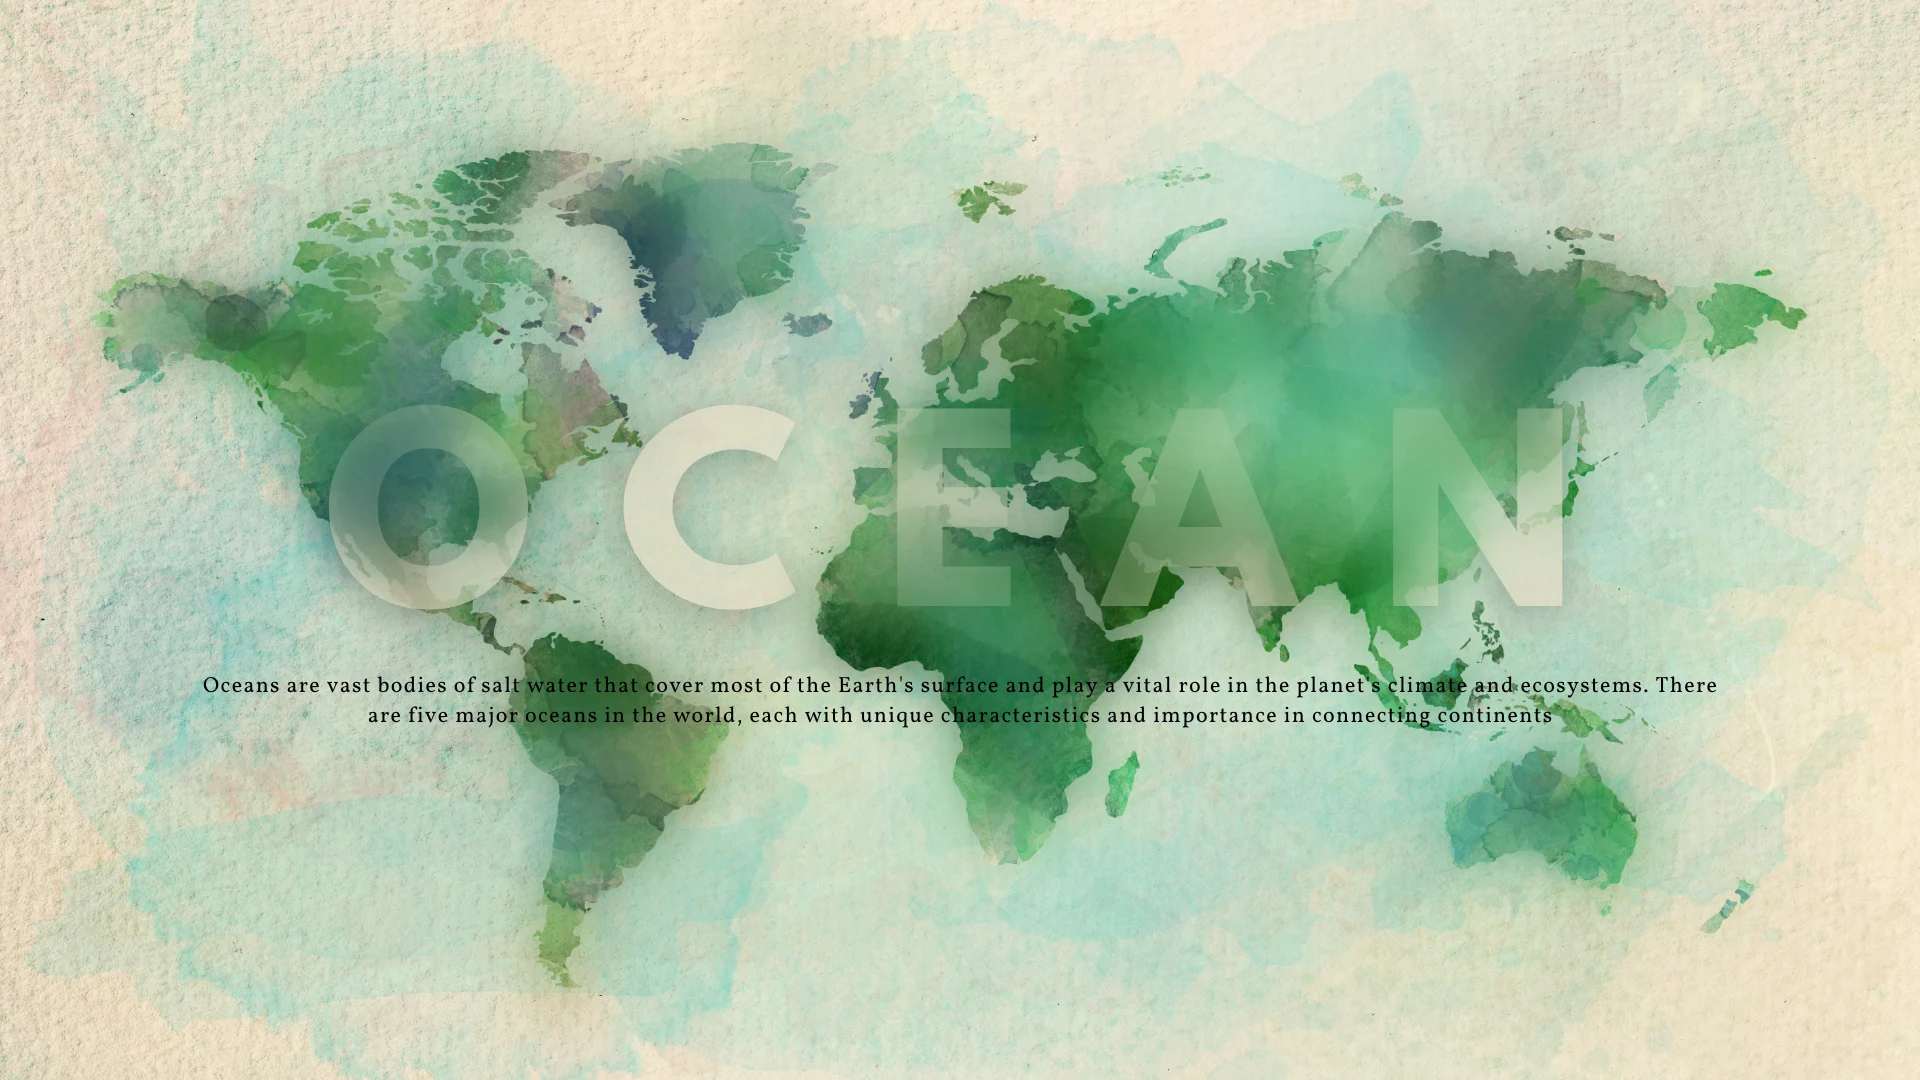 OCEAN
Oceans are vast bodies of salt water that cover most of the Earth's surface and play a vital role in the planet's climate and ecosystems. There
are five major oceans in the world, each with unique characteristics and importance in connecting continents